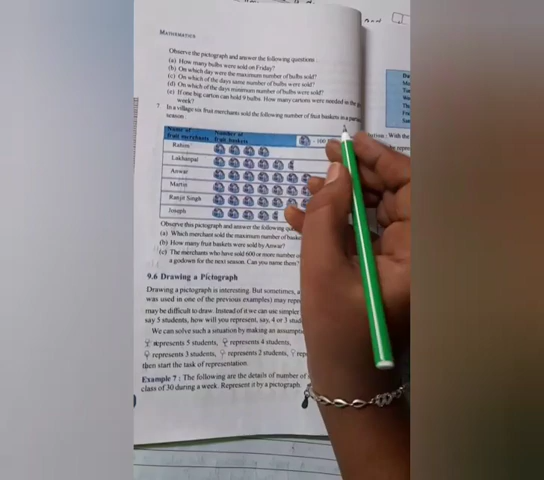 MATHEMATICS
Observe the pictograph and answer the following questions
(a) How many bulbs were sold on Friday?
(b) On which day were the maximum number of bulbs sold?
(c) On which of the days same number of bulbs were sold?
(d) On which of the days minimum number of bulbs were sold?
(e) If one big carton can hold 9 bulbs. How many cartons were needed in the
week?
7. In a village six fruit merchants sold the following number of fruit baskets in a
season
Name of fruit merchants
Number of fruit baskets
- 100
Rahim
Lakhanpal
Anwar
Martin
Ranjit Singh
Joseph
Observe this pictograph and answer the following
(a) Which merchant sold the maximum number of
(b) How many fruit baskets were sold by Anwar?
(c) The merchants who have sold 600 or more number
a godown for the next season. Can you name them?
9.6 Drawing a Pictograph
Drawing a pictograph is interesting. But sometimes, a
was used in one of the previous examples) may
may be difficult to draw. Instead of it we can use simpler
say 5 students, how will you represent, say, 4 or 3
We can solve such a situation by making an
represents 5 students, represents 4 students,
represents 3 students, represents 2 students,
then start the task of representation.
Example 7 : The following are the details of number of
class of 30 during a week. Represent it by a pictograph
With the